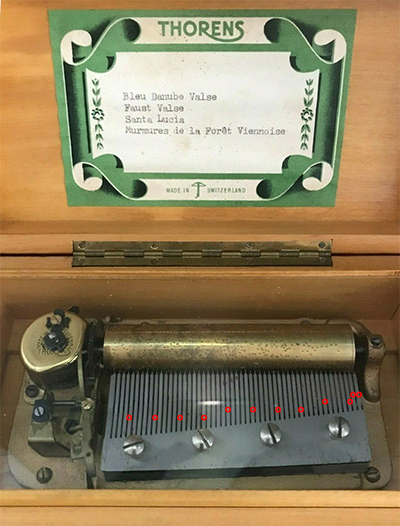 THORENS
Bleu Danube Valse
Faust Valse
Santa Lucia
Murmures de la Forêt Viennoise
MADE IN SWITZERLAND